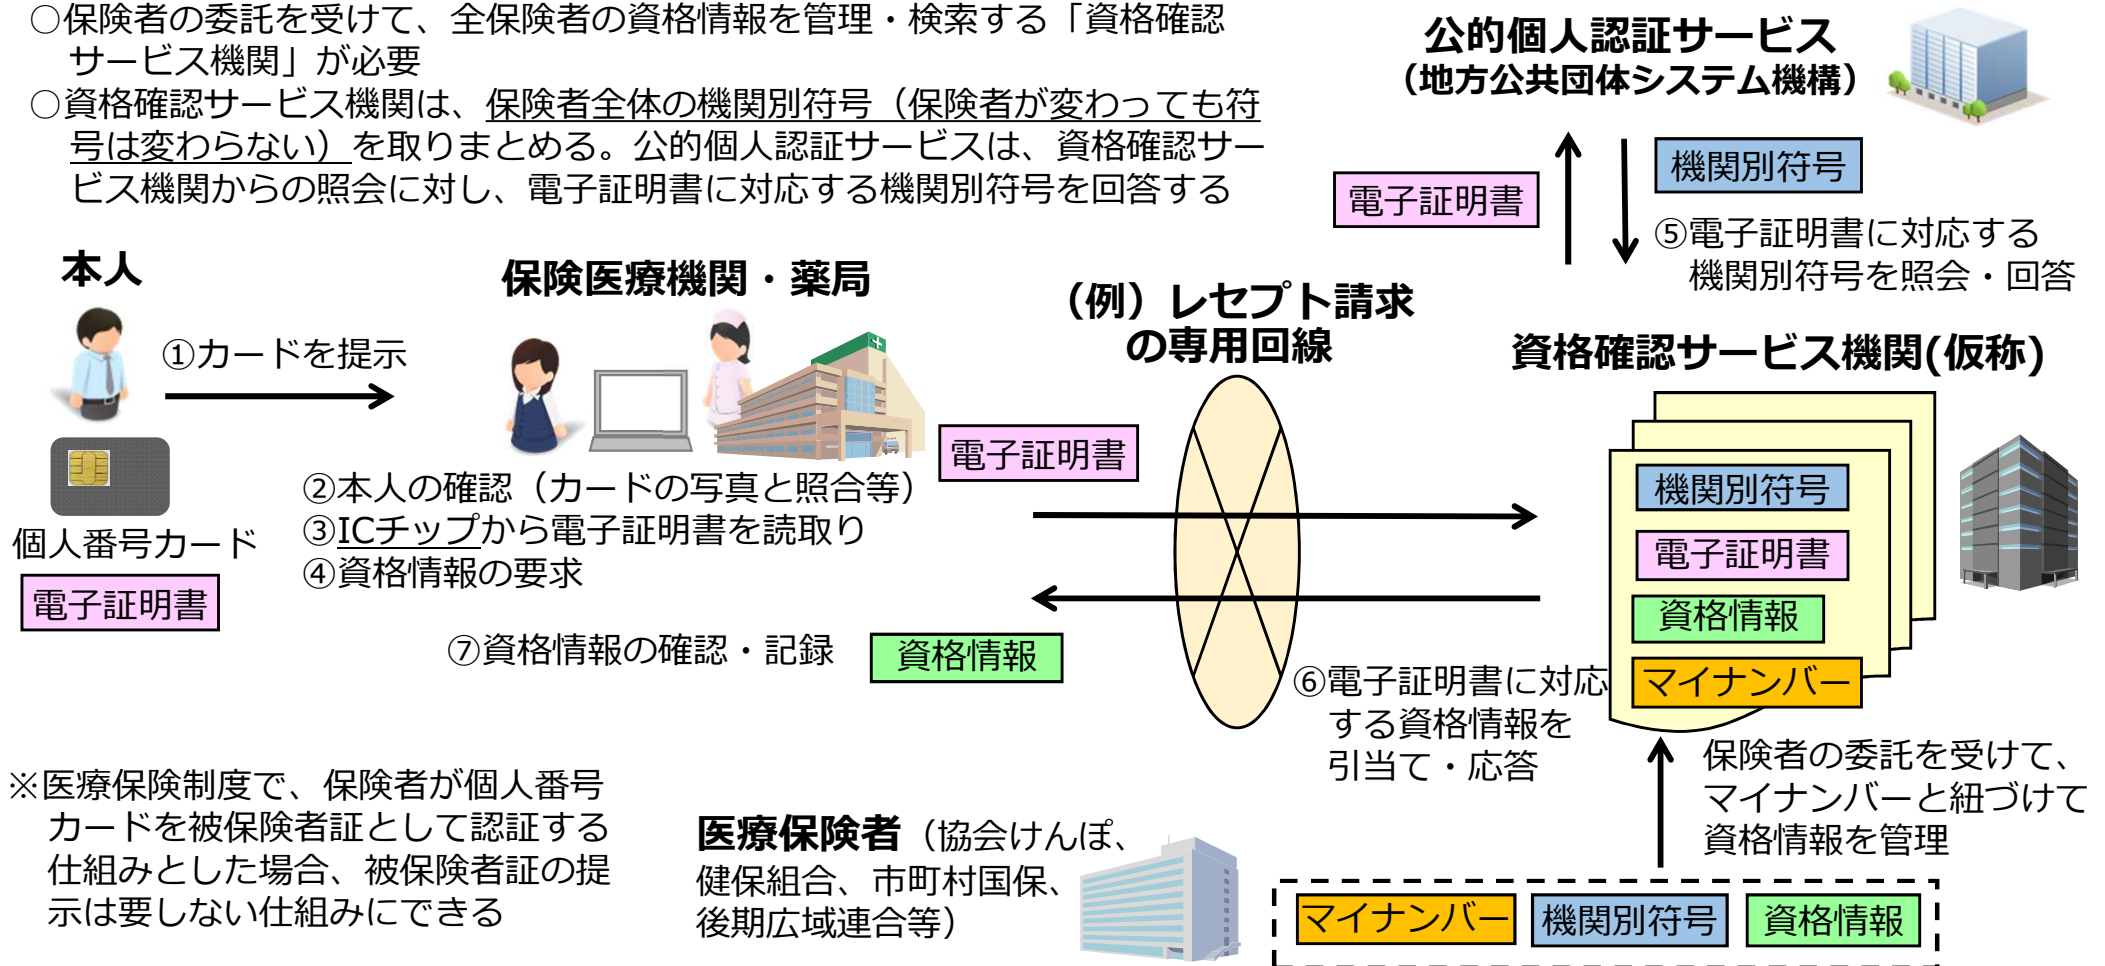 ○保険者の委託を受けて、全保険者の資格情報を管理・検索する「資格確認
サービス機関」が必要
○資格確認サービス機関は、保険者全体の機関別符号（保険者が変わっても符
号は変わらない）を取りまとめる。公的個人認証サービスは、資格確認サー
ビス機関からの照会に対し、電子証明書に対応する機関別符号を回答する
公的個人認証サービス
（地方公共団体システム機構）
電子証明書
機関別符号
⑤電子証明書に対応する
機関別符号を照会・回答
本人
①カードを提示
個人番号カード
電子証明書
保険医療機関・薬局
②本人の確認（カードの写真と照合等）
③ICチップから電子証明書を読取り
④資格情報の要求
⑦資格情報の確認・記録
資格情報
電子証明書
（例）レセプト請求
の専用回線
資格確認サービス機関(仮称)
機関別符号
電子証明書
資格情報
マイナンバー
⑥電子証明書に対応
する資格情報を
引当て・応答
保険者の委託を受けて、
マイナンバーと紐づけて
資格情報を管理
※医療保険制度で、保険者が個人番号
カードを被保険者証として認証する
仕組みとした場合、被保険者証の提
示は要しない仕組みにできる
医療保険者（協会けんぽ、
健保組合、市町村国保、
後期広域連合等）
マイナンバー
機関別符号
資格情報